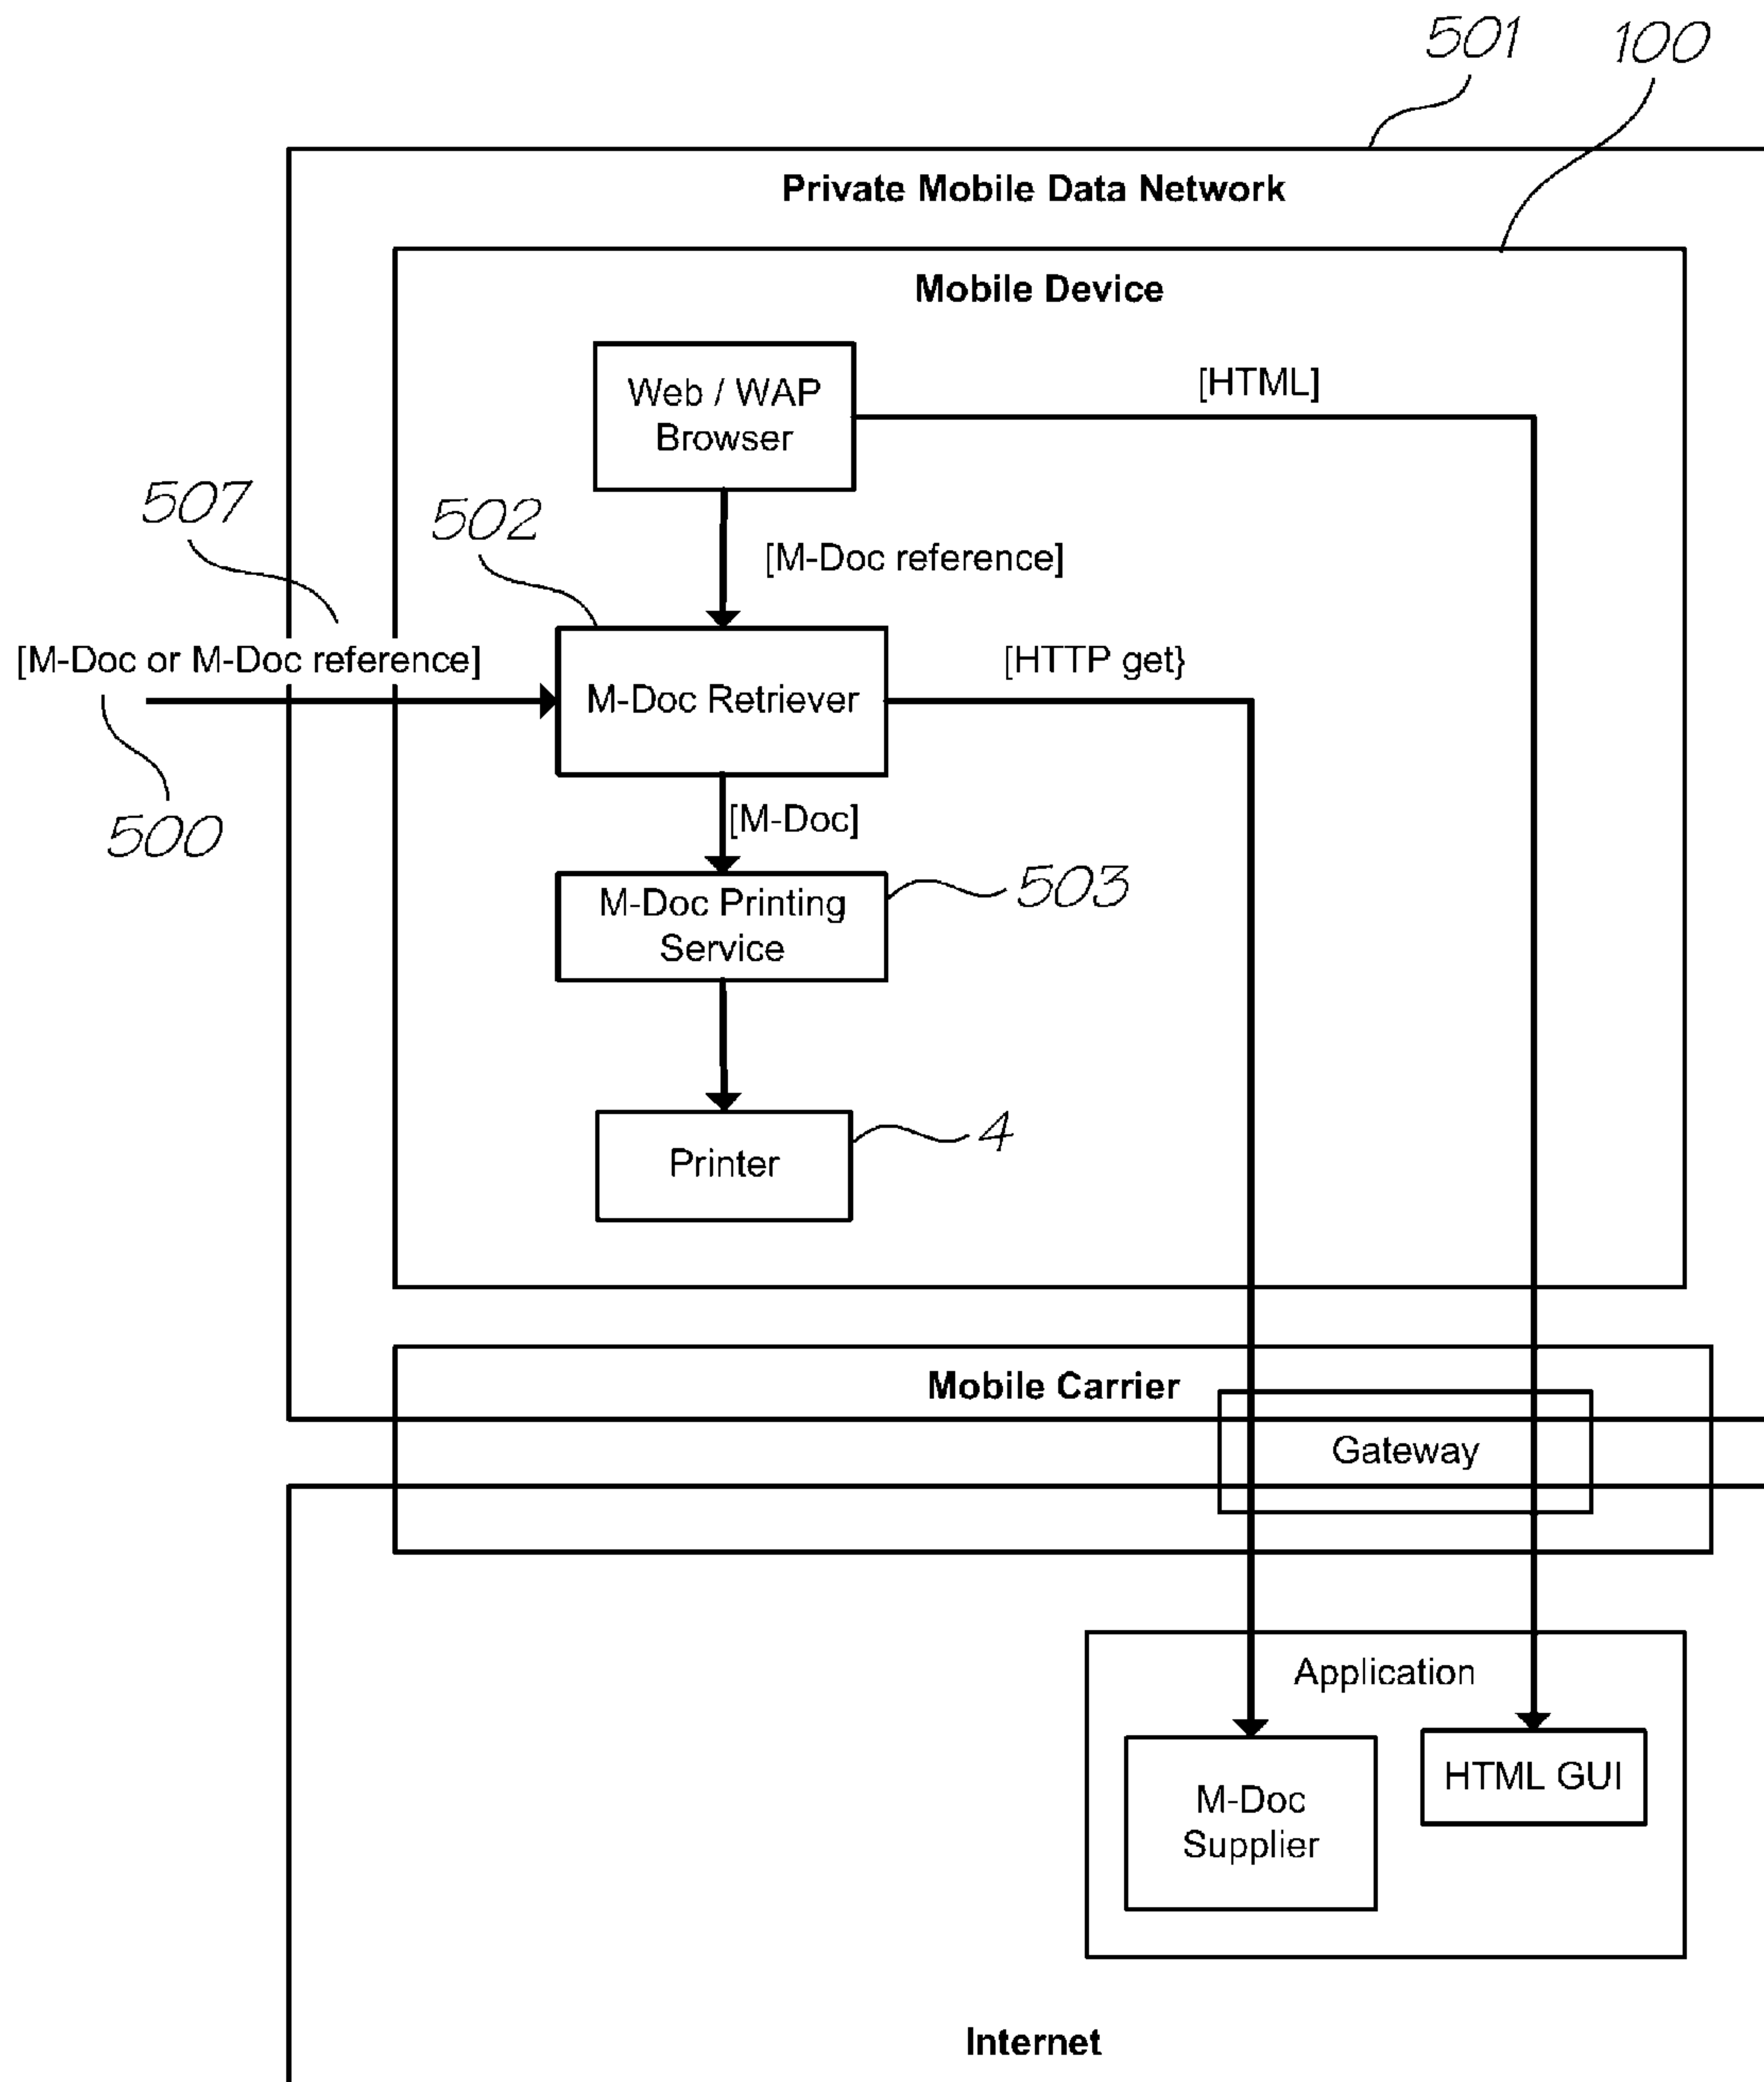 501
100
Private Mobile Data Network
Mobile Device
Web / WAP
Browser
[HTML]
507
502
[M-Doc reference]
[M-Doc or M-Doc reference]
M-Doc Retriever
[HTTP get}
500
[M-Doc]
503
M-Doc Printing
Service
4
Printer
Mobile Carrier
Gateway
Application
HTML GUI
M-Doc
Supplier
Internet